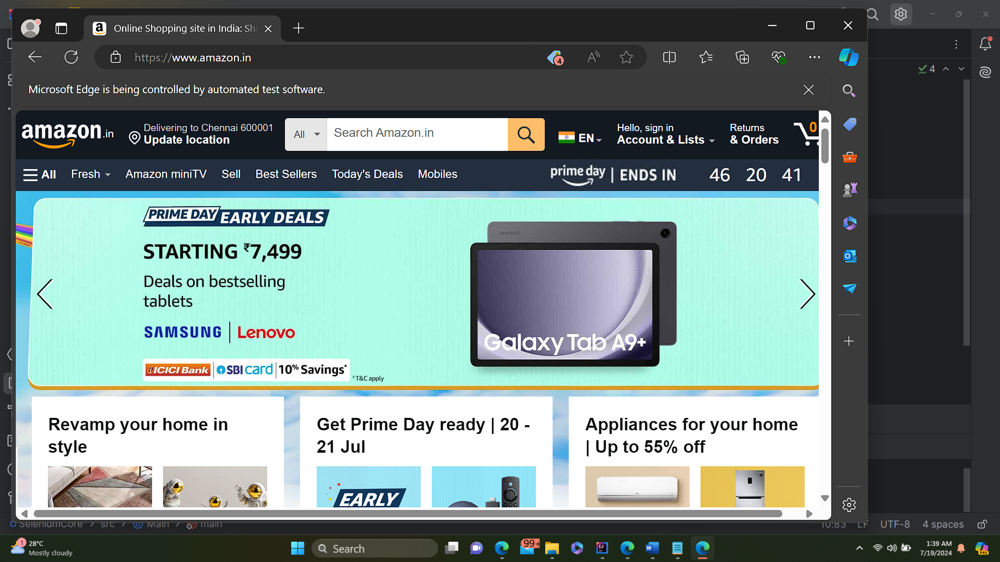 Online Shopping site in India: Sh
https://www.amazon.in
4
4
Microsoft Edge is being controlled by automated test software.
amazon.in
Delivering to Chennai 600001
Update location
All
Search Amazon.in
EN
Hello, sign in
Account & Lists
Returns
& Orders
0
All
Fresh
Amazon miniTV
Sell
Best Sellers
Today's Deals
Mobiles
prime day | ENDS IN
46 20 41
PRIME DAY
EARLY DEALS
STARTING ₹7,499
Deals on bestselling
tablets
SAMSUNG | Lenovo
ICICI Bank | SBI card | 10% Savings*
#T&C apply
SAMSUNG
Galaxy Tab A9+
Revamp your home in
style
Get Prime Day ready | 20 -
21 Jul
Appliances for your home
| Up to 55% off
EARLY
SeleniumCore > src > Main > main
10:83 LF UTF-8 4 spaces
1
28°C
Mostly cloudy
Search
99+
PRE
1:39 AM
7/19/2024